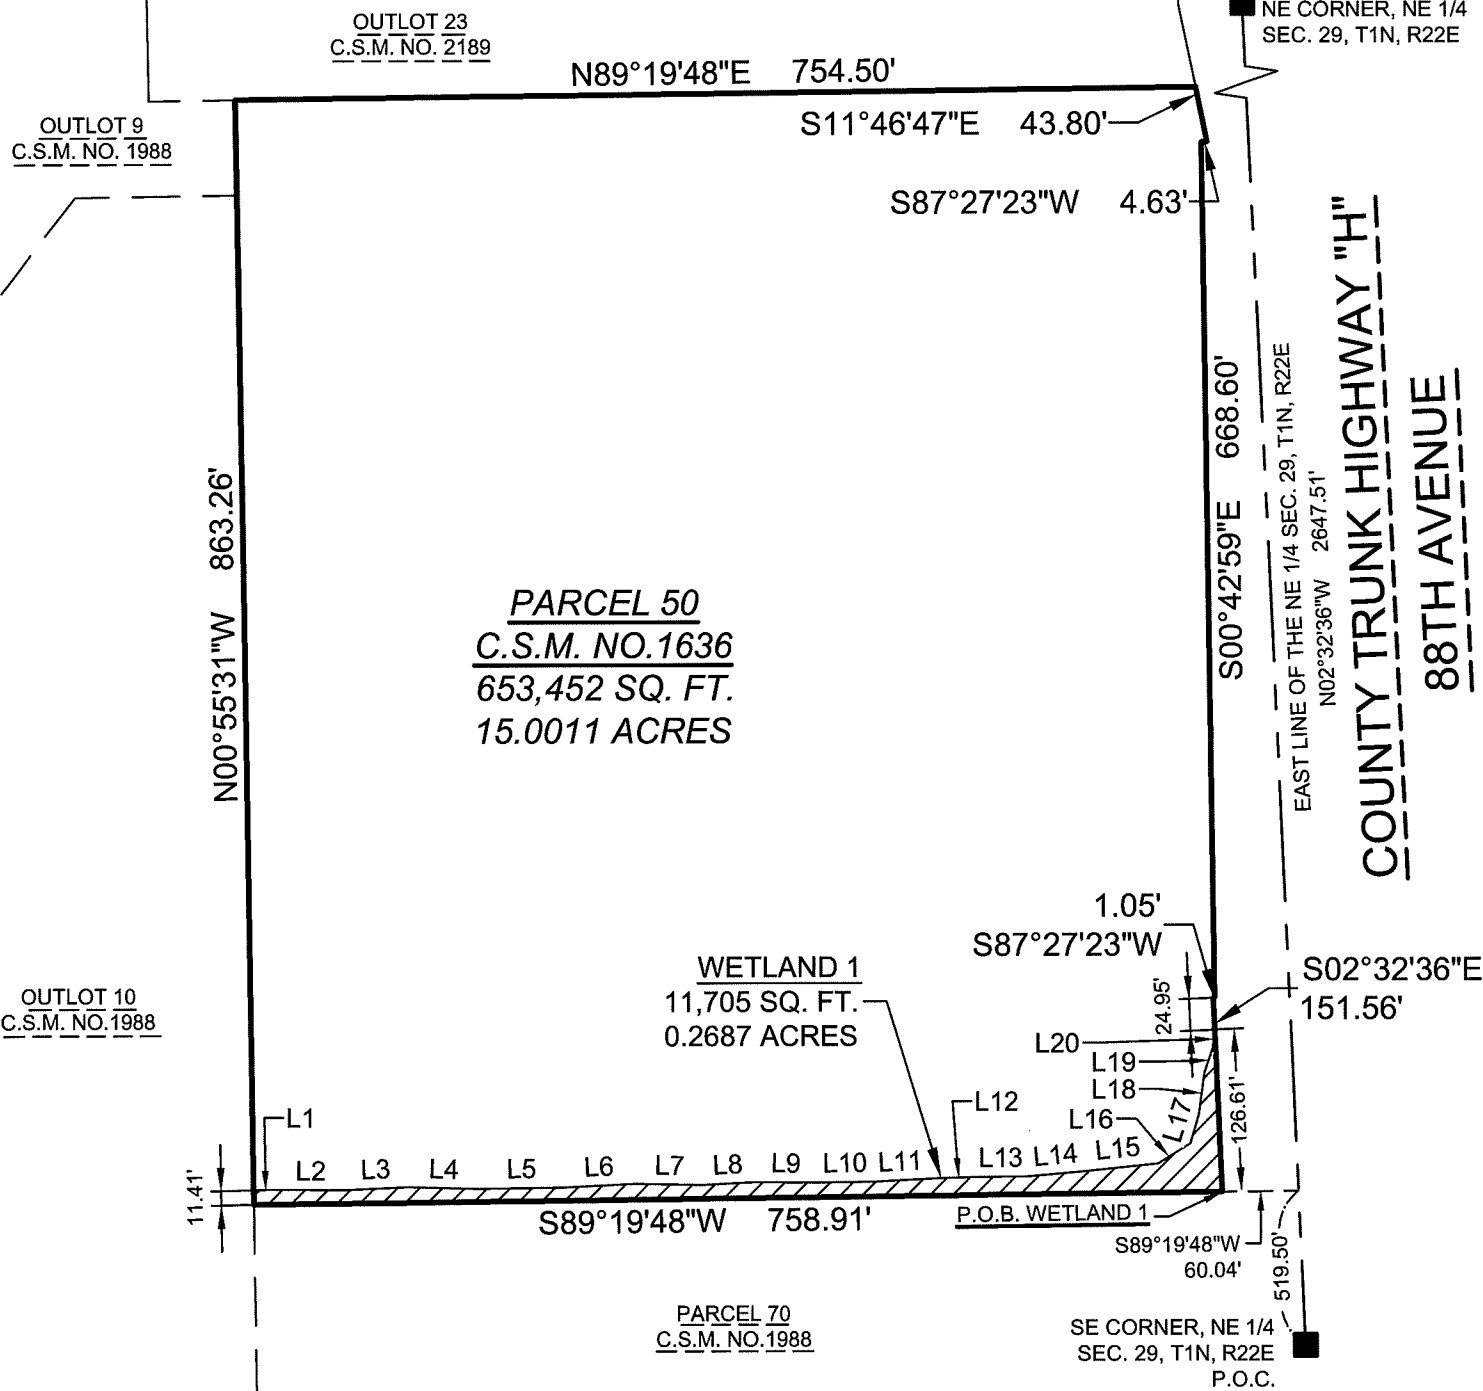 OUTLOT 23
C.S.M. NO. 2189
NE CORNER, NE 1/4
SEC. 29, T1N, R22E
N89°19'48"E 754.50'
S11°46'47"E 43.80'
OUTLOT 9
C.S.M. NO. 1988
S87°27'23"W 4.63'
COUNTY TRUNK HIGHWAY "H"
88TH AVENUE
EAST LINE OF THE NE 1/4 SEC. 29, T1N, R22E
N02°32'36"W 2647.51'
S00°42'59"E 668.60'
N00°55'31"W 863.26'
PARCEL 50
C.S.M. NO.1636
653,452 SQ. FT.
15.0011 ACRES
1.05'
S87°27'23"W
WETLAND 1
11,705 SQ. FT.
0.2687 ACRES
S02°32'36"E
151.56'
24.95'
OUTLOT 10
C.S.M. NO.1988
L20
L19
L18
L17
L16
126.61'
L12
L1
L2
L3
L4
L5
L6
L7
L8
L9
L10
L11
L13
L14
L15
11.41'
S89°19'48"W 758.91'
P.O.B. WETLAND 1
S89°19'48"W
60.04'
519.50'
PARCEL 70
C.S.M. NO.1988
SE CORNER, NE 1/4
SEC. 29, T1N, R22E
P.O.C.